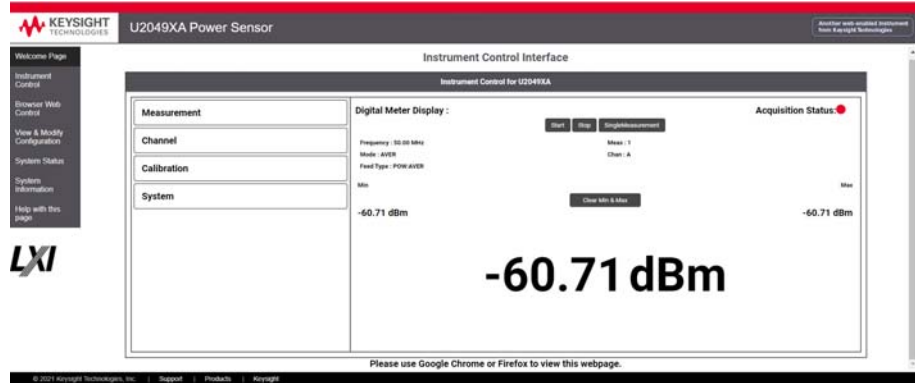 KEYSIGHT
TECHNOLOGIES
U2049XA Power Sensor
Another web-enabled instrument
from Keysight Technologies
Welcome Page
Instrument
Control
Browser Web
Control
View & Modify
Configuration
System Status
System
Information
Help with this
page
LXI
Instrument Control Interface
Instrument Control for U2049XA
Measurement
Channel
Calibration
System
Digital Meter Display :
Acquisition Status:
Start Stop SingleMeasurement
Frequency : 50.00 MHz
Meas : 1
Mode : AVER
Chan : A
Feed Type : POW:AVER
Min
Max
Clear Min & Max
-60.71 dBm
-60.71 dBm
-60.71 dBm
Please use Google Chrome or Firefox to view this webpage.
© 2021 Keysight Technologies, Inc. | Support | Products | Keysight